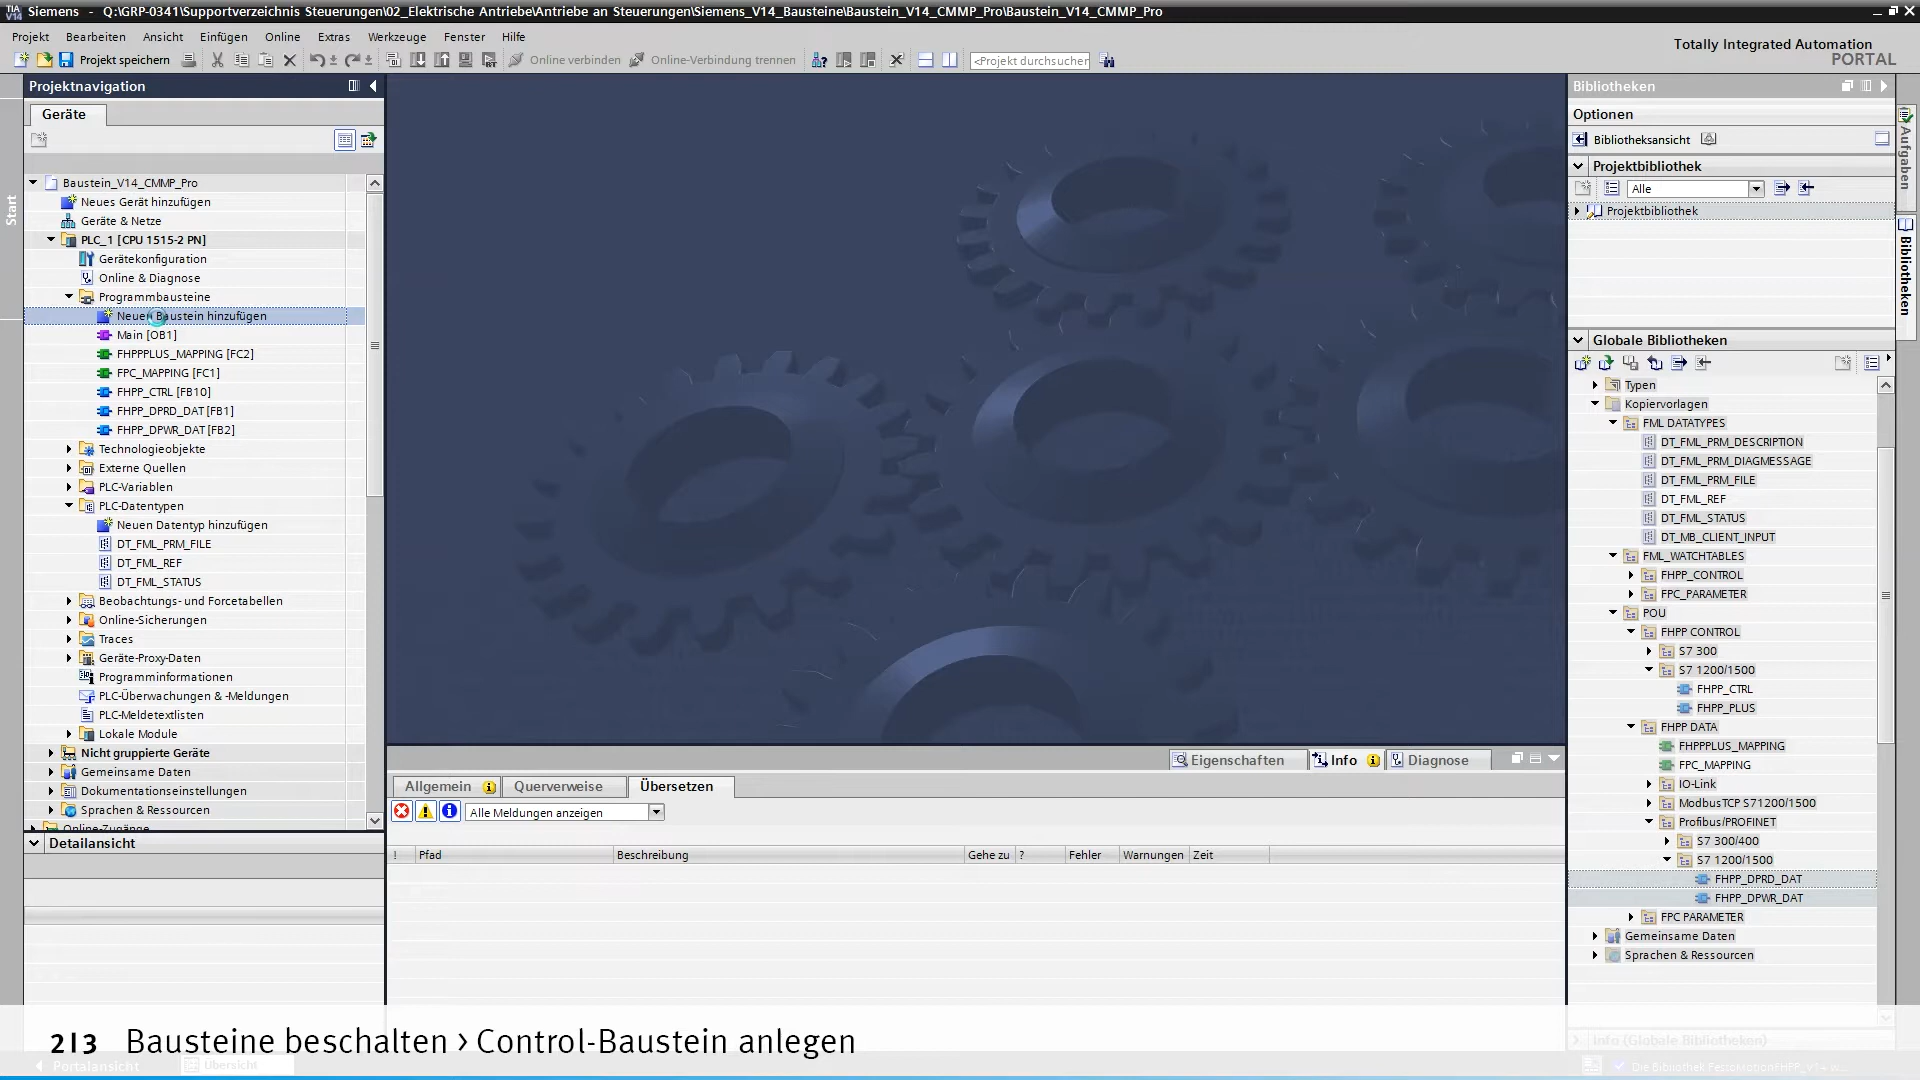 Siemens - Q:\GRP-0341\Supportverzeichnis Steuerungen\02_Elektrische Antriebe\Antriebe an Steuerungen\Siemens_V14_Bausteine\Baustein_V14_CMMP_Pro\Baustein_V14_CMMP_Pro
Projekt Bearbeiten Ansicht Einfügen Online Extras Werkzeuge Fenster Hilfe
Totally Integrated Automation
PORTAL
Projekt speichern Online verbinden Online-Verbindung trennen <Projekt durchsuchen
Projektnavigation
Geräte
Start
Baustein_V14_CMMP_Pro
Neues Gerät hinzufügen
Geräte & Netze
PLC_1 [CPU 1515-2 PN]
Gerätekonfiguration
Online & Diagnose
Programmbausteine
Neuen Baustein hinzufügen
Main [OB1]
FHPPPLUS_MAPPING [FC2]
FPC_MAPPING [FC1]
FHPP_CTRL [FB10]
FHPP_DPRD_DAT [FB1]
FHPP_DPWR_DAT [FB2]
Technologieobjekte
Externe Quellen
PLC-Variablen
PLC-Datentypen
Neuen Datentyp hinzufügen
DT_FML_PRM_FILE
DT_FML_REF
DT_FML_STATUS
Beobachtungs- und Forcetabellen
Online-Sicherungen
Traces
Geräte-Proxy-Daten
Programminformationen
PLC-Überwachungen & -Meldungen
PLC-Meldetextlisten
Lokale Module
Nicht gruppierte Geräte
Gemeinsame Daten
Dokumentationseinstellungen
Sprachen & Ressourcen
Online-Zugänge
Detailansicht
Eigenschaften Info Diagnose
Allgemein Querverweise Übersetzen
Alle Meldungen anzeigen
! Pfad Beschreibung Gehe zu ? Fehler Warnungen Zeit
Bibliotheken
Optionen
Bibliotheksansicht
Projektbibliothek
Alle
Projektbibliothek
Globale Bibliotheken
Typen
Kopiervorlagen
FML DATATYPES
DT_FML_PRM_DESCRIPTION
DT_FML_PRM_DIAGMESSAGE
DT_FML_PRM_FILE
DT_FML_REF
DT_FML_STATUS
DT_MB_CLIENT_INPUT
FML_WATCHTABLES
FHPP_CONTROL
FPC_PARAMETER
POU
FHPP CONTROL
S7 300
S7 1200/1500
FHPP_CTRL
FHPP_PLUS
FHPP DATA
FHPPPLUS_MAPPING
FPC_MAPPING
IO-Link
ModbusTCP S71200/1500
Profibus/PROFINET
S7 300/400
S7 1200/1500
FHPP_DPRD_DAT
FHPP_DPWR_DAT
FPC PARAMETER
Gemeinsame Daten
Sprachen & Ressourcen
Info (Globale Bibliotheken)
Aufgaben
Bibliotheken
2|3 Bausteine beschalten > Control-Baustein anlegen
Portalansicht Übersicht